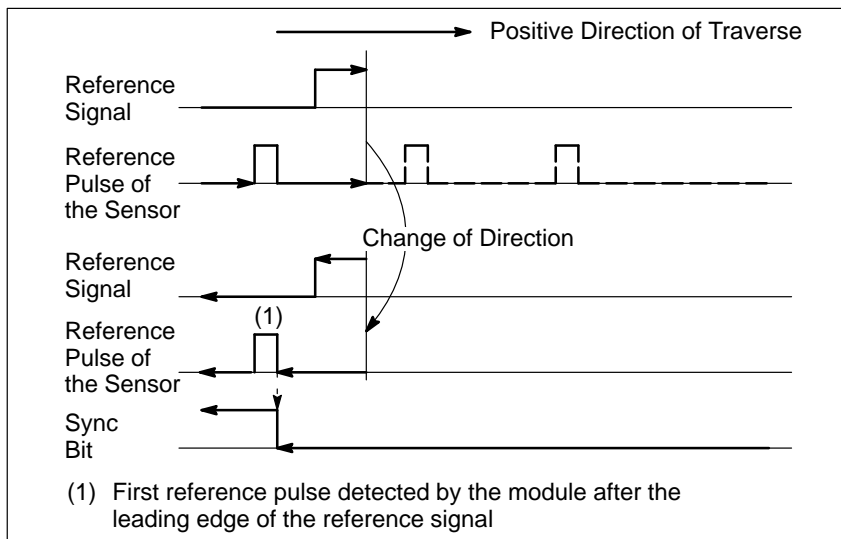 Positive Direction of Traverse
Reference
Signal
Reference
Pulse of
the Sensor
Change of Direction
Reference
Signal
(1)
Reference
Pulse of
the Sensor
Sync
Bit
(1) First reference pulse detected by the module after the
leading edge of the reference signal